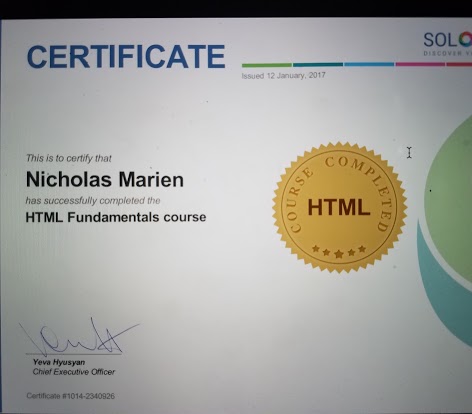 CERTIFICATE
SOLO
DISCOVER
Issued 12 January, 2017
This is to certify that
Nicholas Marien
has successfully completed the
HTML Fundamentals course
COURSE COMPLETED
HTML
Yeva Hyusyan
Chief Executive Officer
Certificate #1014-2340926